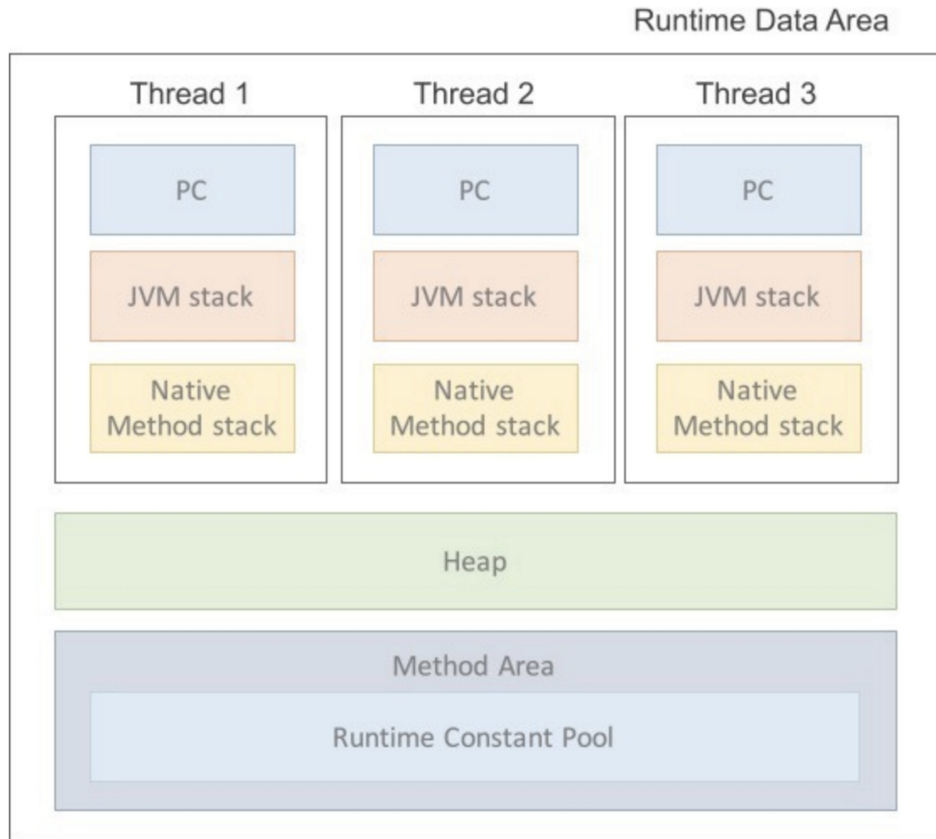 Runtime Data Area
Thread 1
Thread 2
Thread 3
PC
PC
PC
JVM stack
JVM stack
JVM stack
Native
Method stack
Native
Method stack
Native
Method stack
Heap
Method Area
Runtime Constant Pool